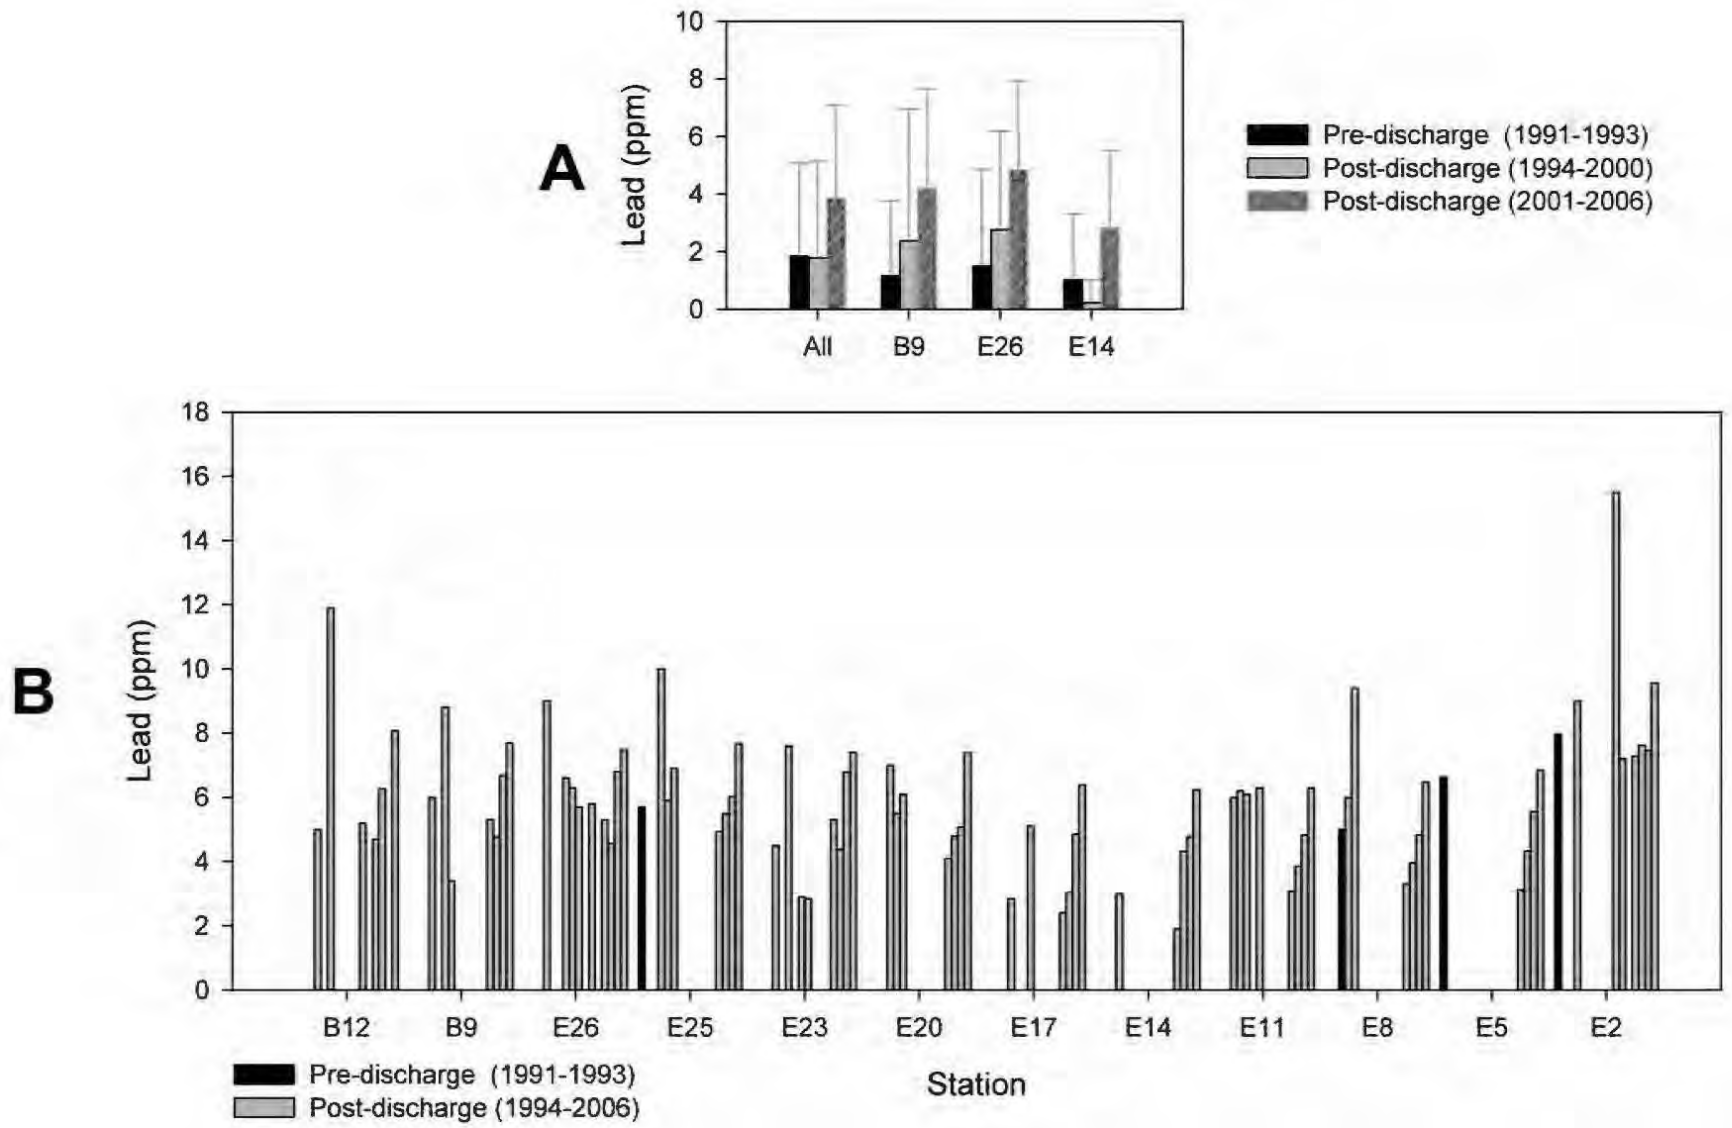 A
Lead (ppm)
10
8
6
4
2
0
All B9 E26 E14
Pre-discharge (1991-1993)
Post-discharge (1994-2000)
Post-discharge (2001-2006)
B
Lead (ppm)
18
16
14
12
10
8
6
4
2
0
B12 B9 E26 E25 E23 E20 E17 E14 E11 E8 E5 E2
Station
Pre-discharge (1991-1993)
Post-discharge (1994-2006)